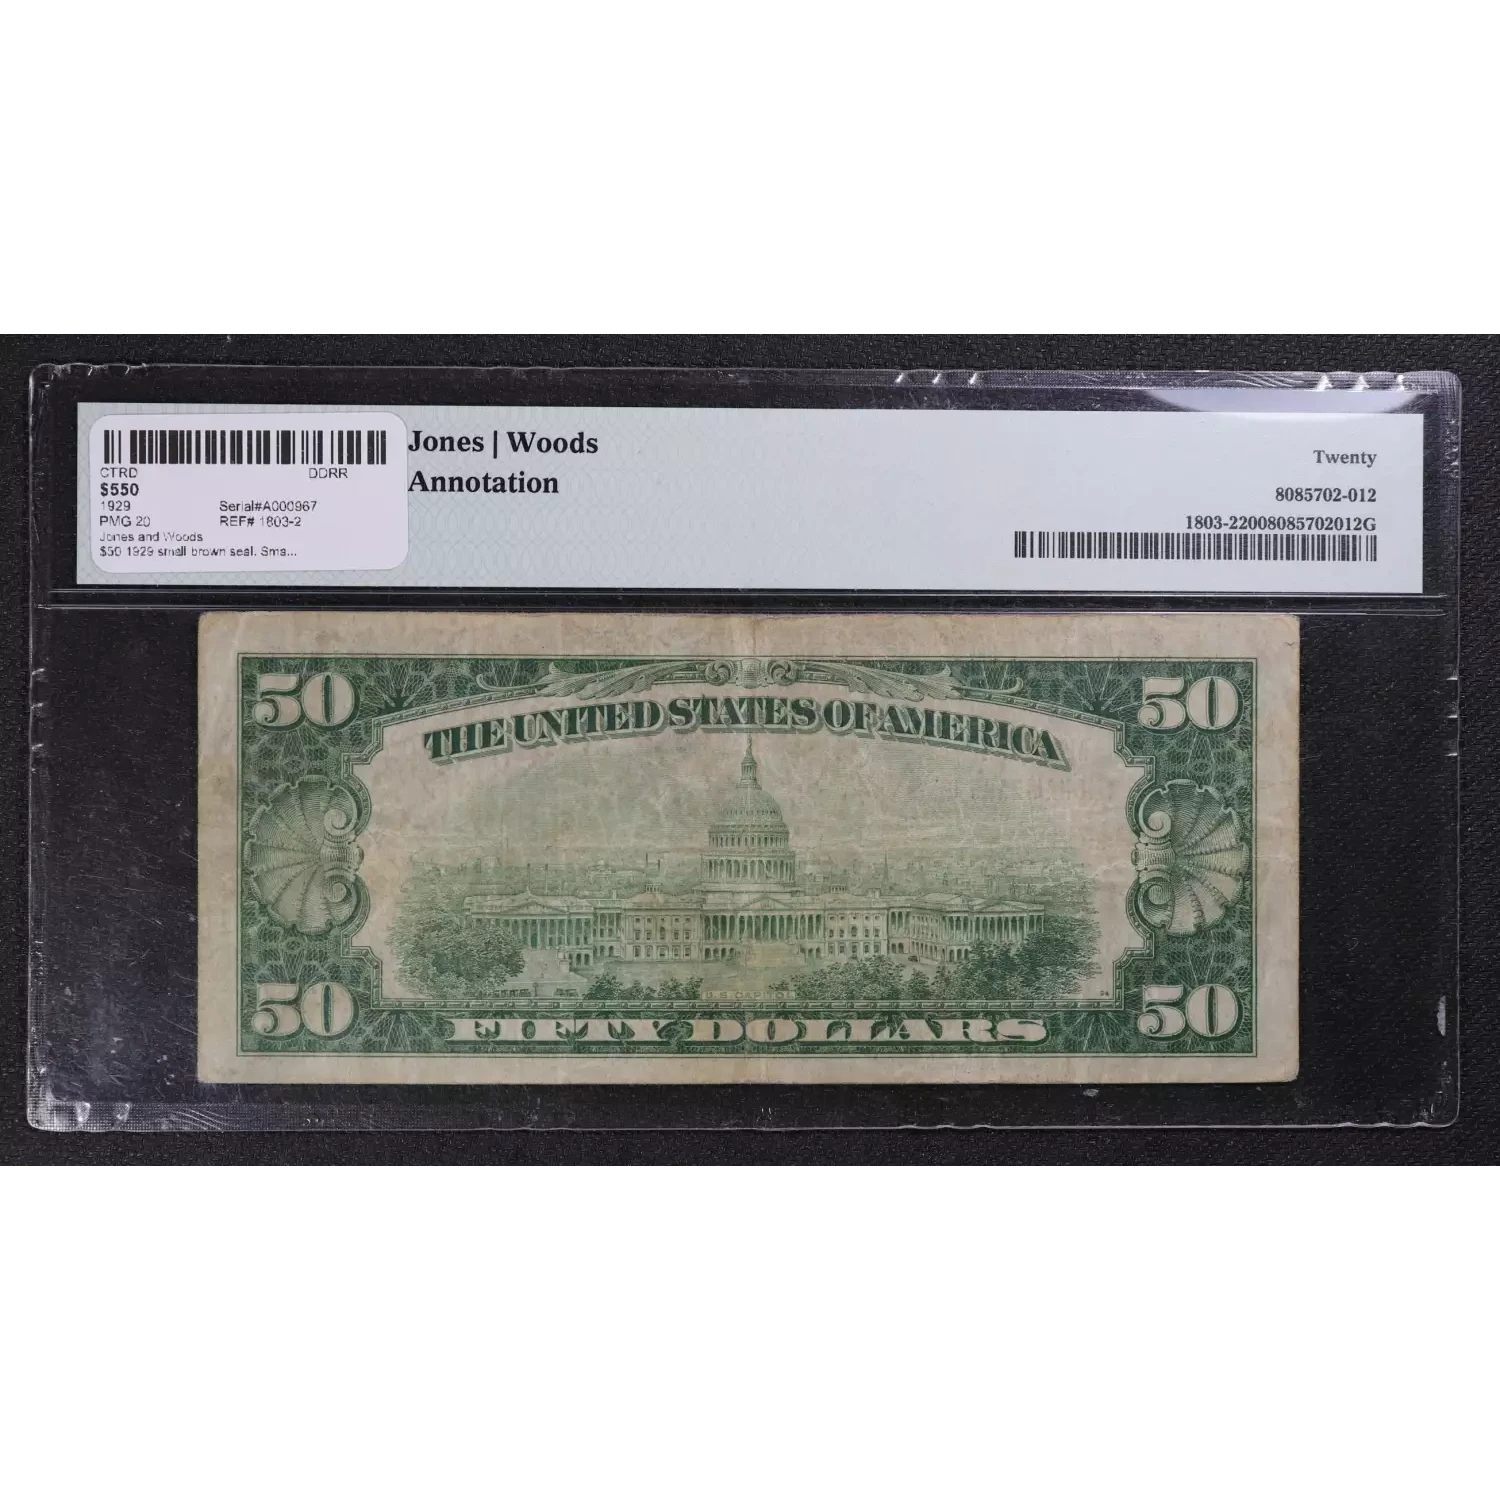 CTRD DDRR
$550
1929 Serial#A000967
PMG 20 REF# 1803-2
Jones and Woods
$50 1929 small brown seal. Sma...
Jones | Woods
Annotation
Twenty
8085702-012
1803-22008085702012G
50 50
THE UNITED STATES OF AMERICA
U.S. CAPITOL
50 50
FIFTY DOLLARS